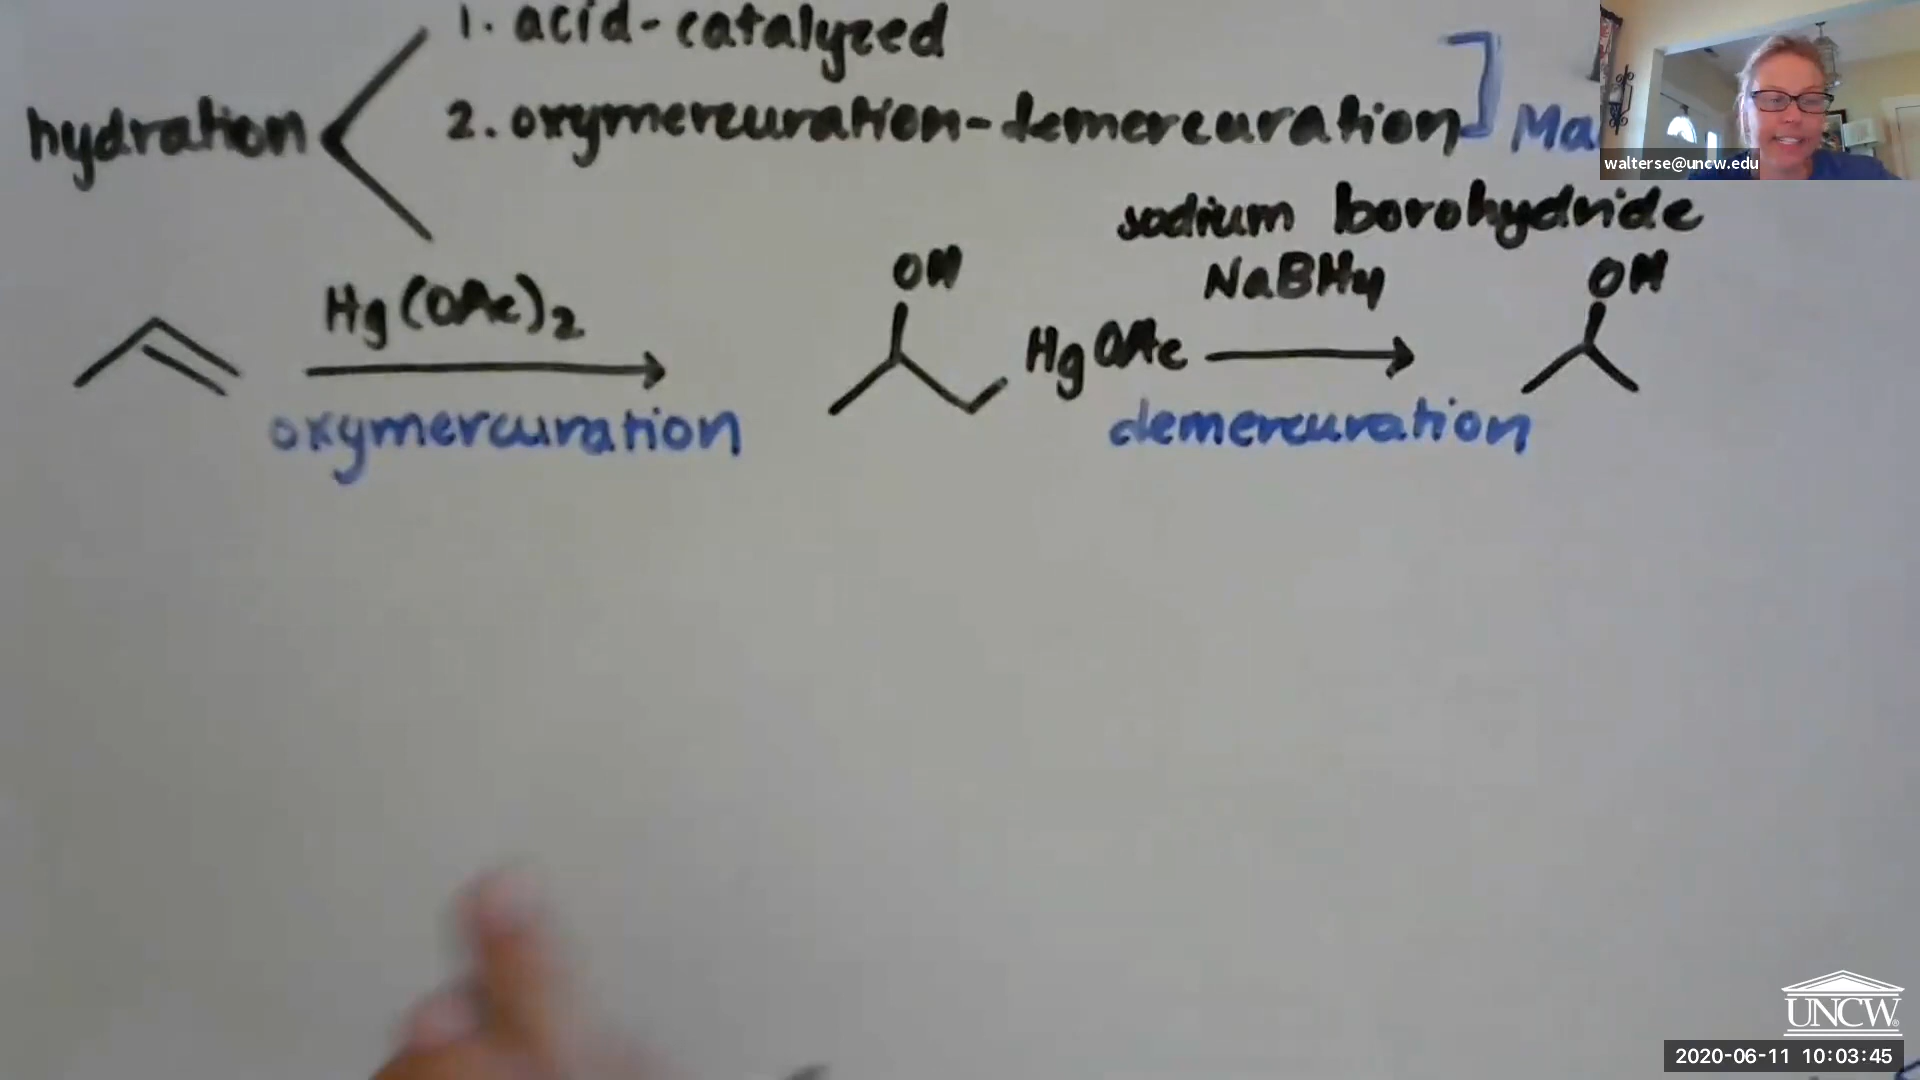 1. acid-catalyzed
hydration
2. oxymercuration-demercuration] Ma
walterse@uncw.edu
sodium borohydride
Hg(OAc)2
OH
NaBH4
OH
HgOAc
oxymercuration
demercuration
UNCW
2020-06-11 10:03:45